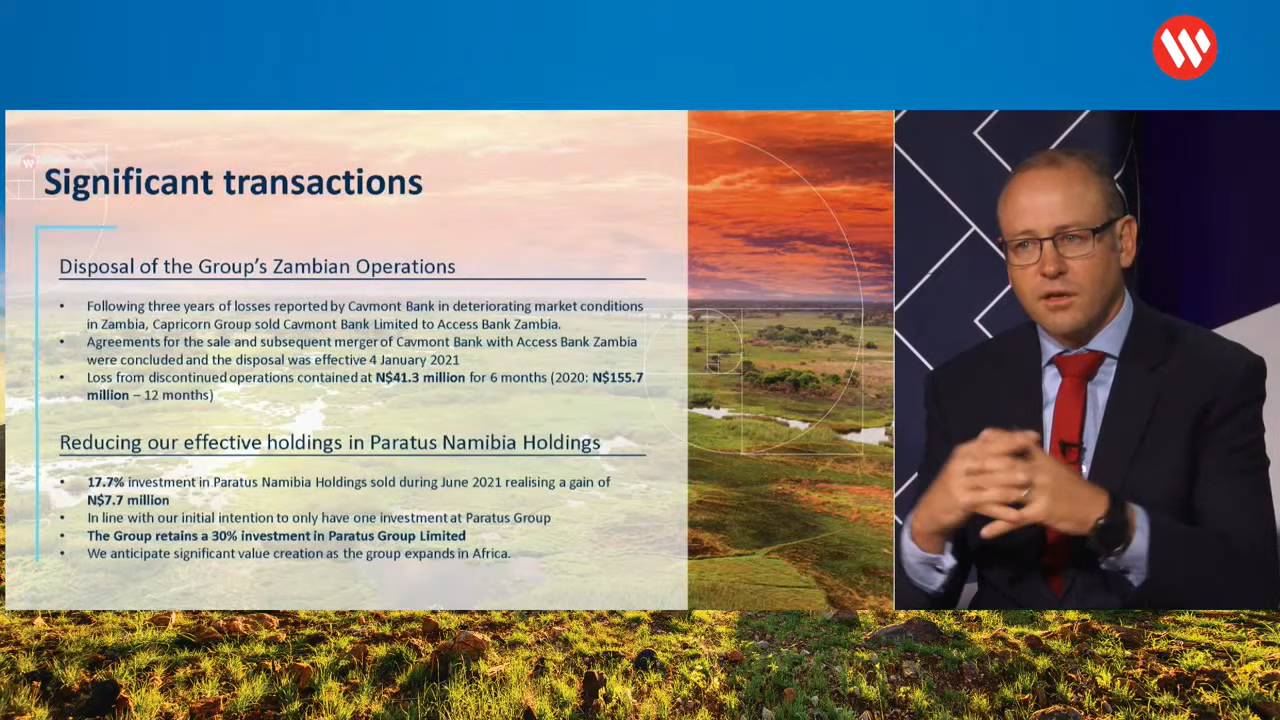 Significant transactions
Disposal of the Group's Zambian Operations
• Following three years of losses reported by Cavmont Bank in deteriorating market conditions
in Zambia, Capricorn Group sold Cavmont Bank Limited to Access Bank Zambia.
• Agreements for the sale and subsequent merger of Cavmont Bank with Access Bank Zambia
were concluded and the disposal was effective 4 January 2021
• Loss from discontinued operations contained at N$41.3 million for 6 months (2020: N$155.7
million – 12 months)
Reducing our effective holdings in Paratus Namibia Holdings
• 17.7% investment in Paratus Namibia Holdings sold during June 2021 realising a gain of
N$7.7 million
• In line with our initial intention to only have one investment at Paratus Group
• The Group retains a 30% investment in Paratus Group Limited
• We anticipate significant value creation as the group expands in Africa.